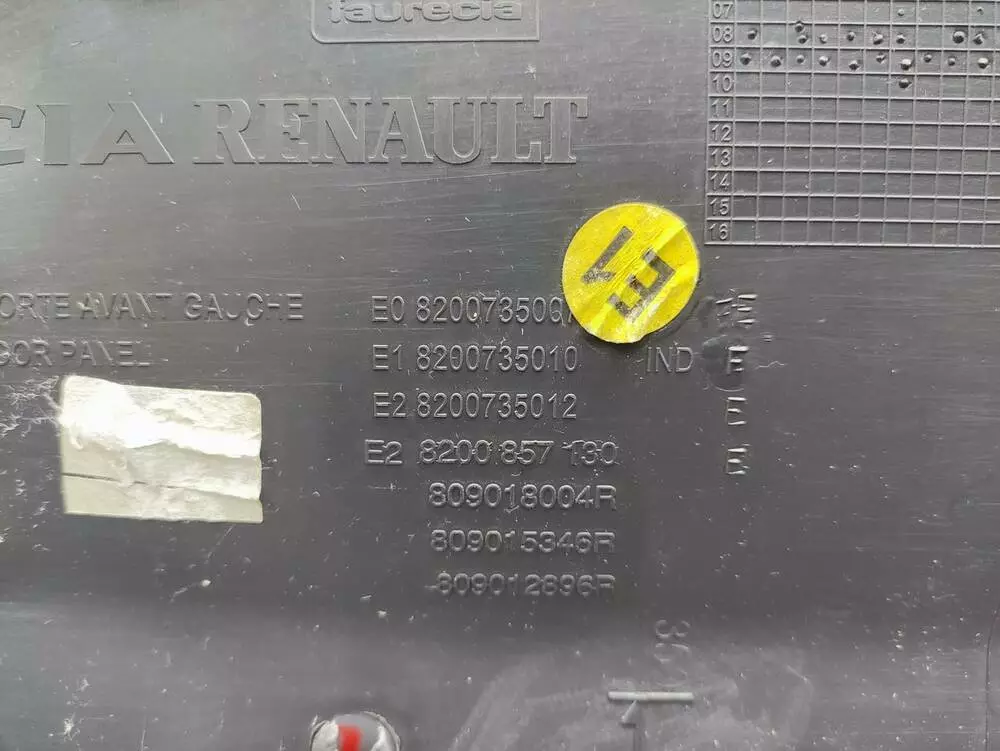 faurecia
CIA RENAULT
07
08
09
10
11
12
13
14
15
16
ORTE AVANT GAUCHE E0 820073500 E
OOR PANEL E1 8200735010 IND E
E2 8200735012 E
E2 8200 857 130 E
809018004R
809015346R
809012896R